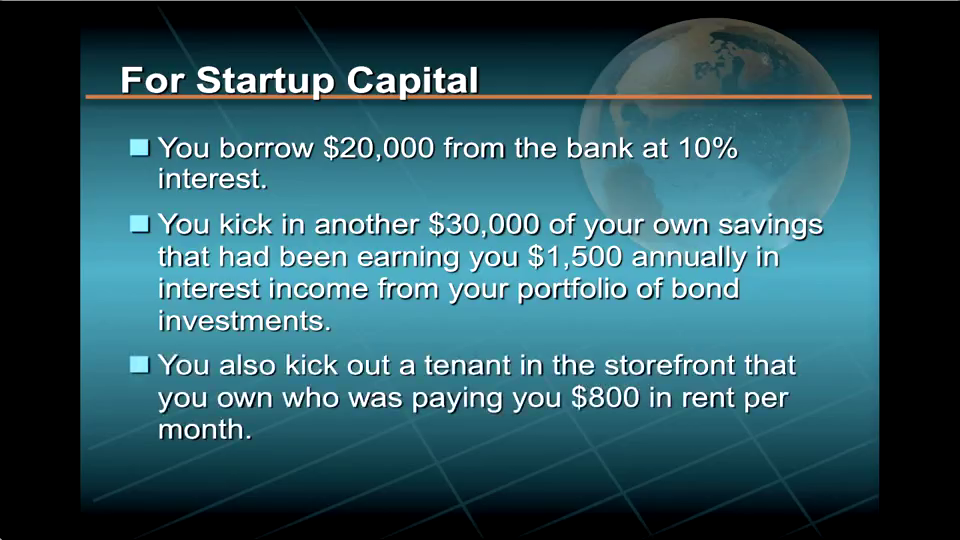 For Startup Capital
You borrow $20,000 from the bank at 10%
interest.
You kick in another $30,000 of your own savings
that had been earning you $1,500 annually in
interest income from your portfolio of bond
investments.
You also kick out a tenant in the storefront that
you own who was paying you $800 in rent per
month.